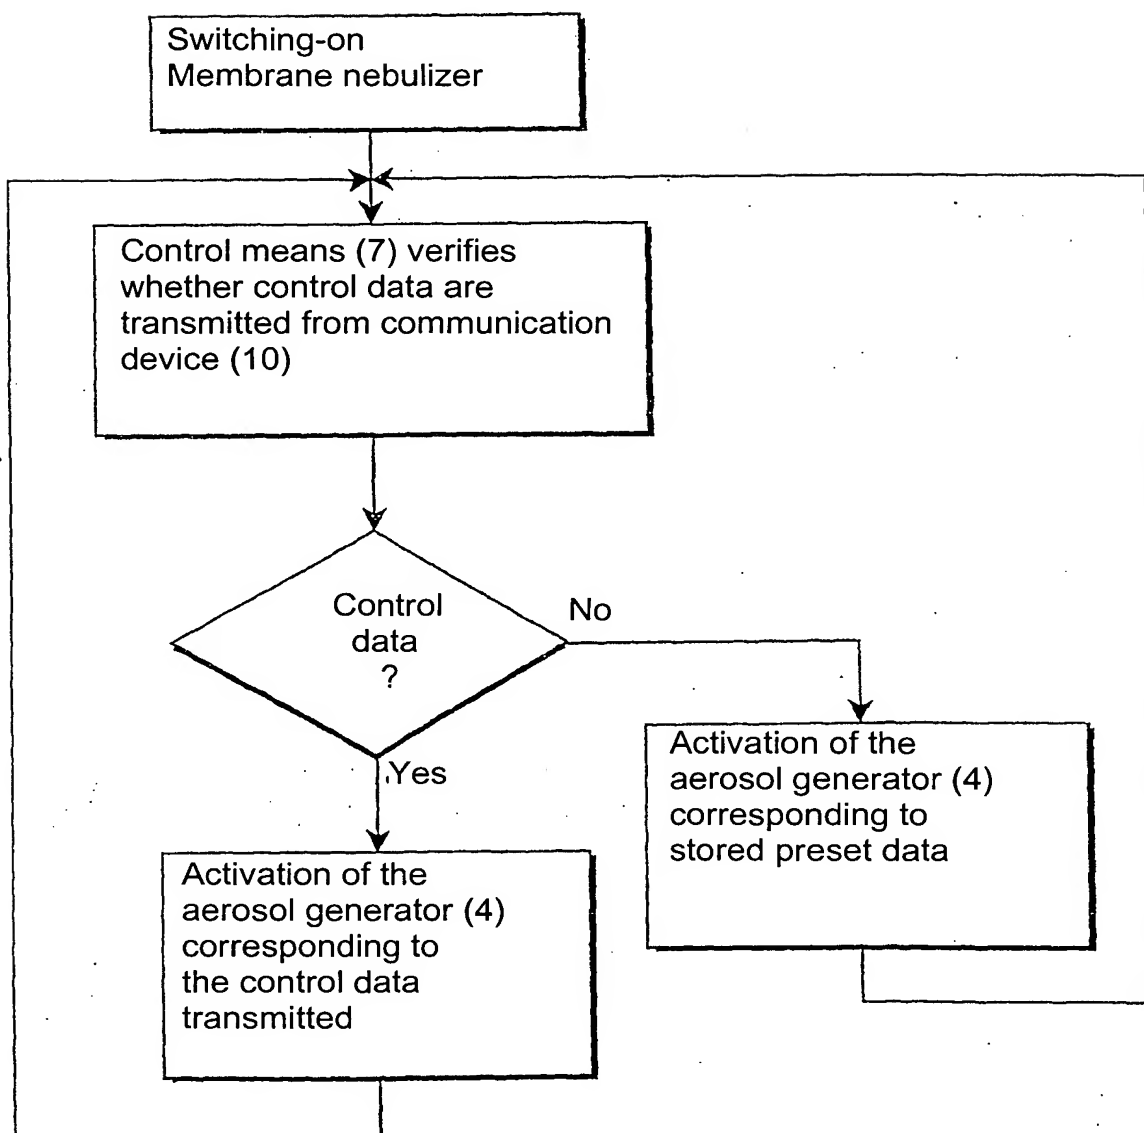 Switching-on
Membrane nebulizer
Control means (7) verifies
whether control data are
transmitted from communication
device (10)
Control
data
?
No
Yes
Activation of the
aerosol generator (4)
corresponding to
stored preset data
Activation of the
aerosol generator (4)
corresponding to
the control data
transmitted